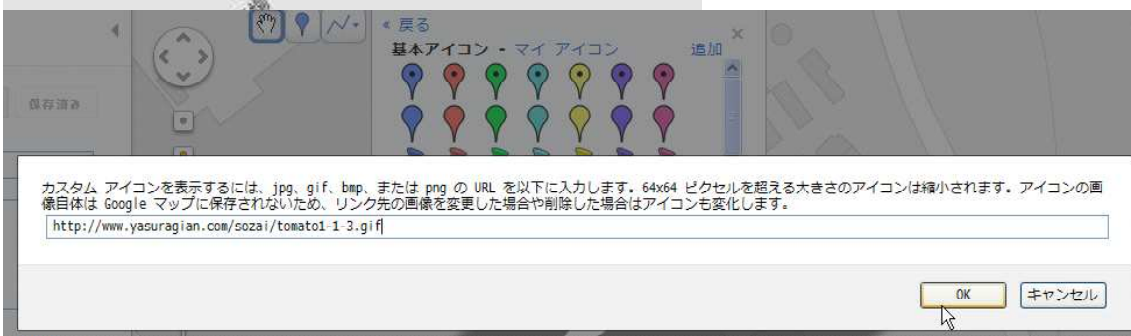 « 戻る
基本アイコン - マイ アイコン 追加
保存済み
カスタム アイコンを表示するには、jpg、gif、bmp、または png の URL を以下に入力します。64x64 ピクセルを超える大きさのアイコンは縮小されます。アイコンの画
像自体は Google マップに保存されないため、リンク先の画像を変更した場合や削除した場合はアイコンも変化します。
http://www.yasuragian.com/sozai/tomato1-1-3.gif
OK キャンセル